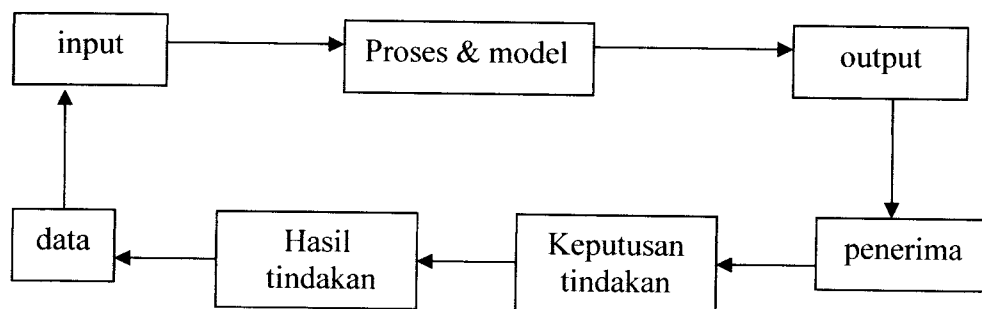 input
Proses & model
output
data
Hasil
tindakan
Keputusan
tindakan
penerima